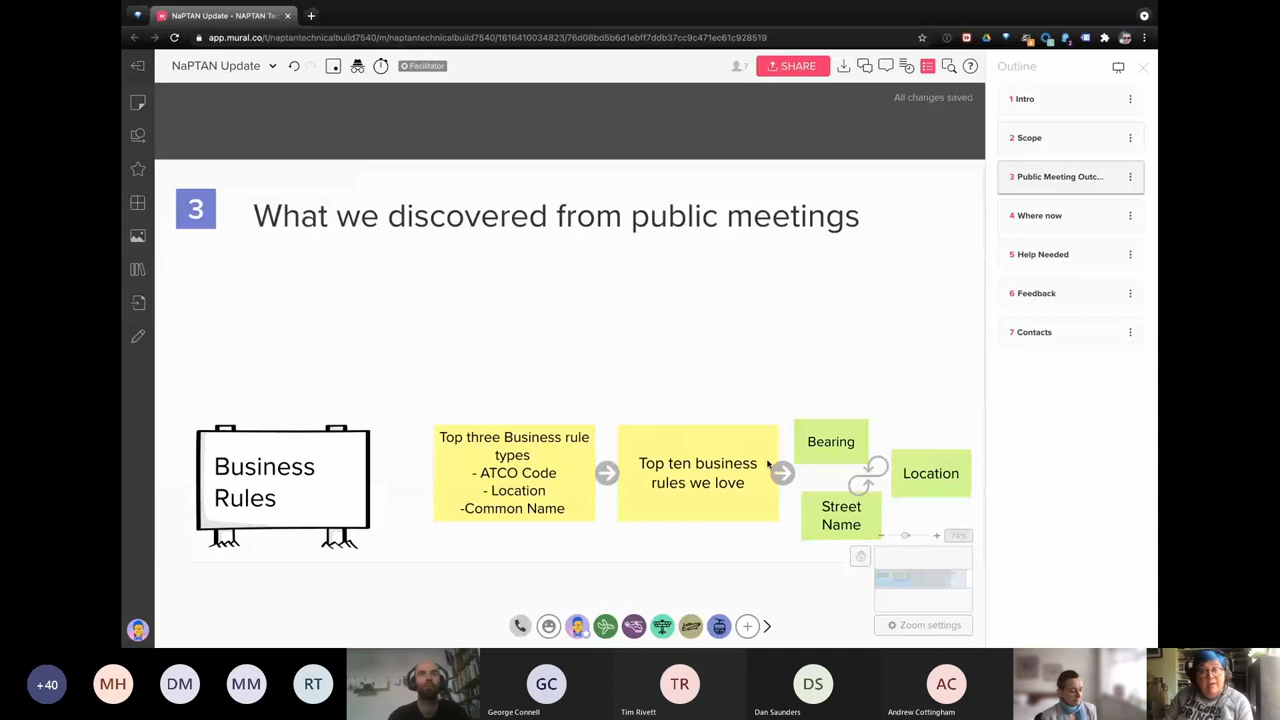 NaPTAN Update • NAPTAN Tec
app.mural.co/t/naptantechnicalbuild7540/m/naptantechnicalbuild7540/1616410034823/76d08bd5b6d1ebff7ddb37cc9c471ec61c928519
NaPTAN Update
Facilitator
7
SHARE
Outline
All changes saved
1 Intro
2 Scope
3 Public Meeting Outc...
4 Where now
5 Help Needed
6 Feedback
7 Contacts
3
What we discovered from public meetings
Business
Rules
Top three Business rule
types
- ATCO Code
- Location
-Common Name
Top ten business
rules we love
Bearing
Location
Street
Name
74%
Zoom settings
+40
MH
DM
MM
RT
GC
George Connell
TR
Tim Rivett
DS
Dan Saunders
AC
Andrew Cottingham